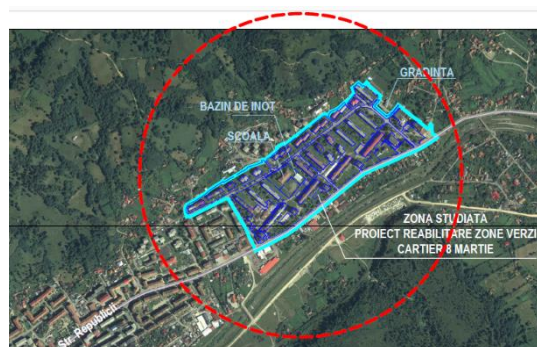 GRADINTA
BAZIN DE INOT
SCOALA
ZONA STUDIATA
PROIECT REABILITARE ZONE VERZI
CARTIER 8 MARTIE
Str. Republicii